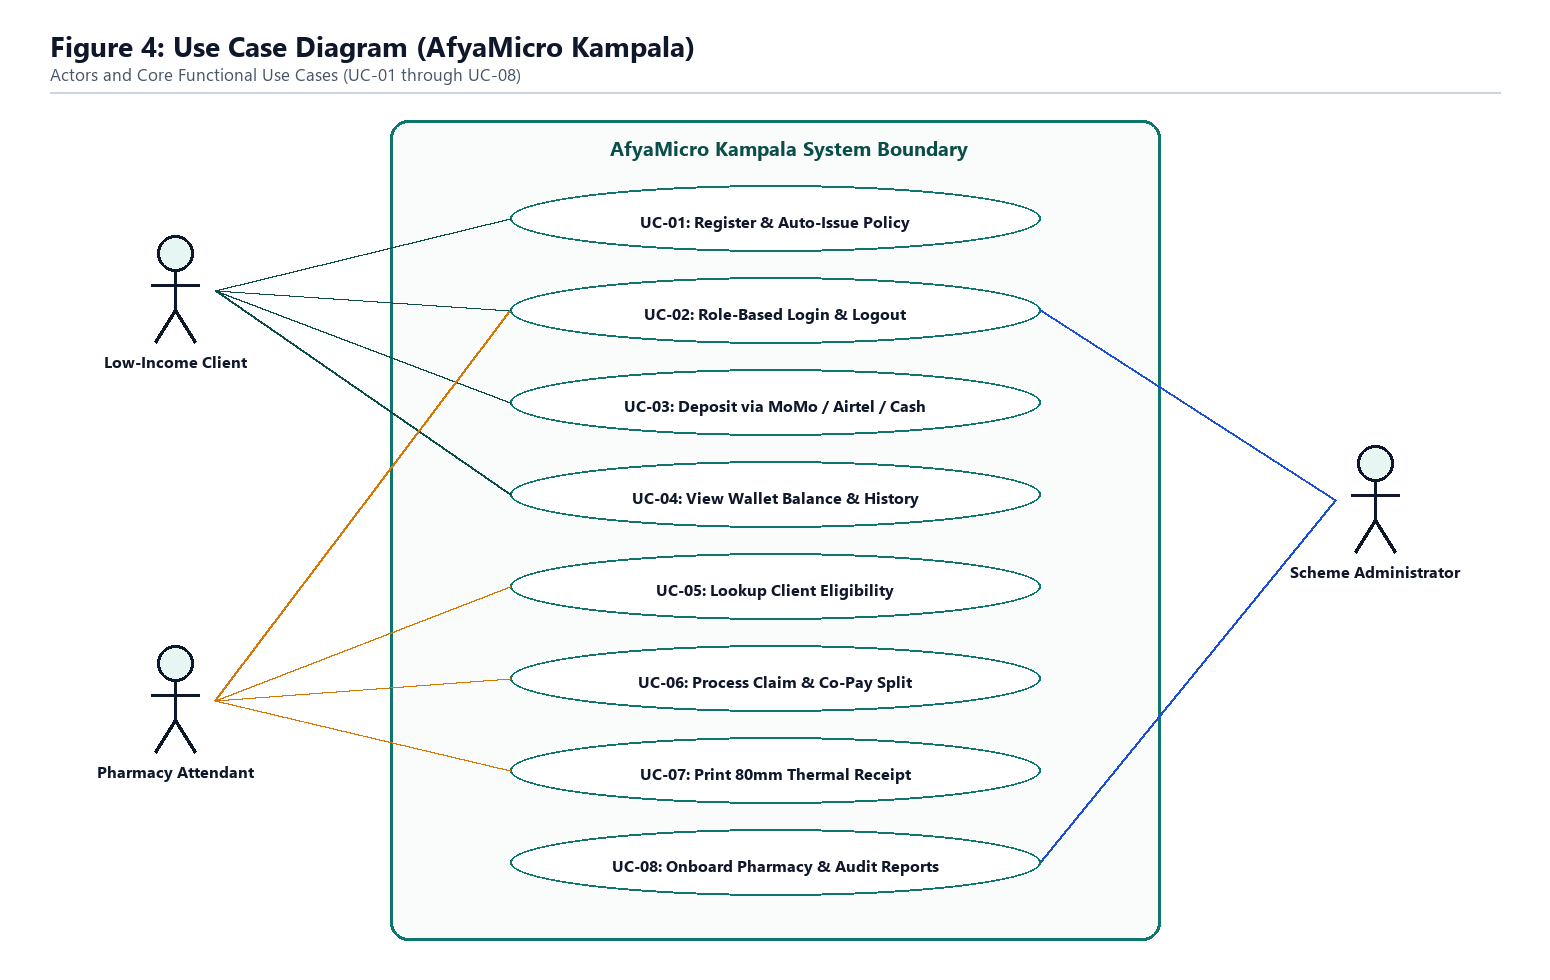 Figure 4: Use Case Diagram (AfyaMicro Kampala)
Actors and Core Functional Use Cases (UC-01 through UC-08)
AfyaMicro Kampala System Boundary
UC-01: Register & Auto-Issue Policy
UC-02: Role-Based Login & Logout
Low-Income Client
UC-03: Deposit via MoMo / Airtel / Cash
UC-04: View Wallet Balance & History
Scheme Administrator
UC-05: Lookup Client Eligibility
UC-06: Process Claim & Co-Pay Split
Pharmacy Attendant
UC-07: Print 80mm Thermal Receipt
UC-08: Onboard Pharmacy & Audit Reports